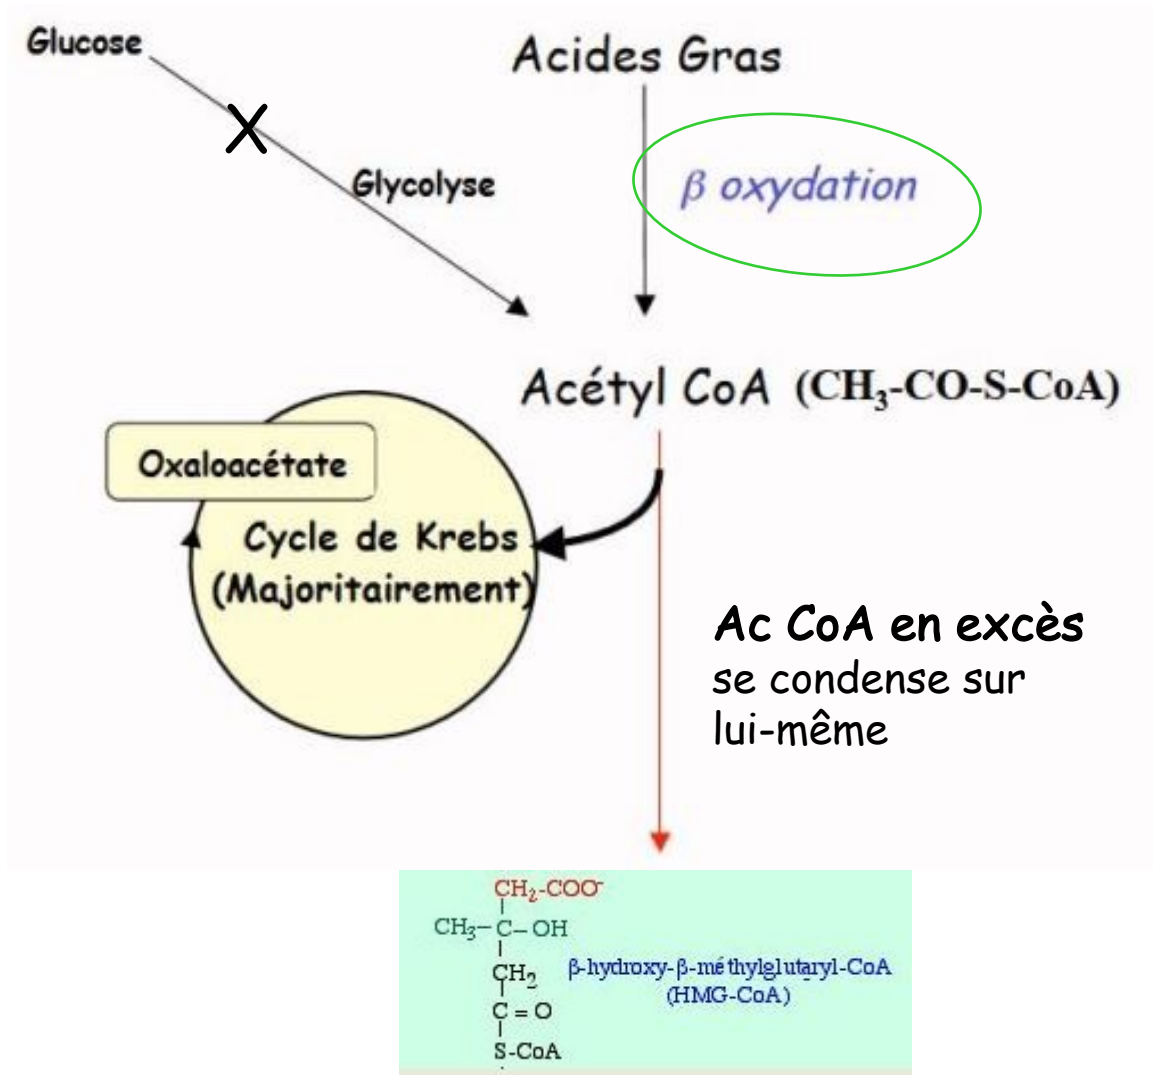 Glucose
Acides Gras
X
Glycolyse
β oxydation
Acétyl CoA (CH₃-CO-S-CoA)
Oxaloacétate
Cycle de Krebs
(Majoritairement)
Ac CoA en excès
se condense sur
lui-même
CH₂-COO⁻
CH₃-C-OH
CH₂
β-hydroxy-β-méthylglutaryl-CoA
(HMG-CoA)
C=O
S-CoA